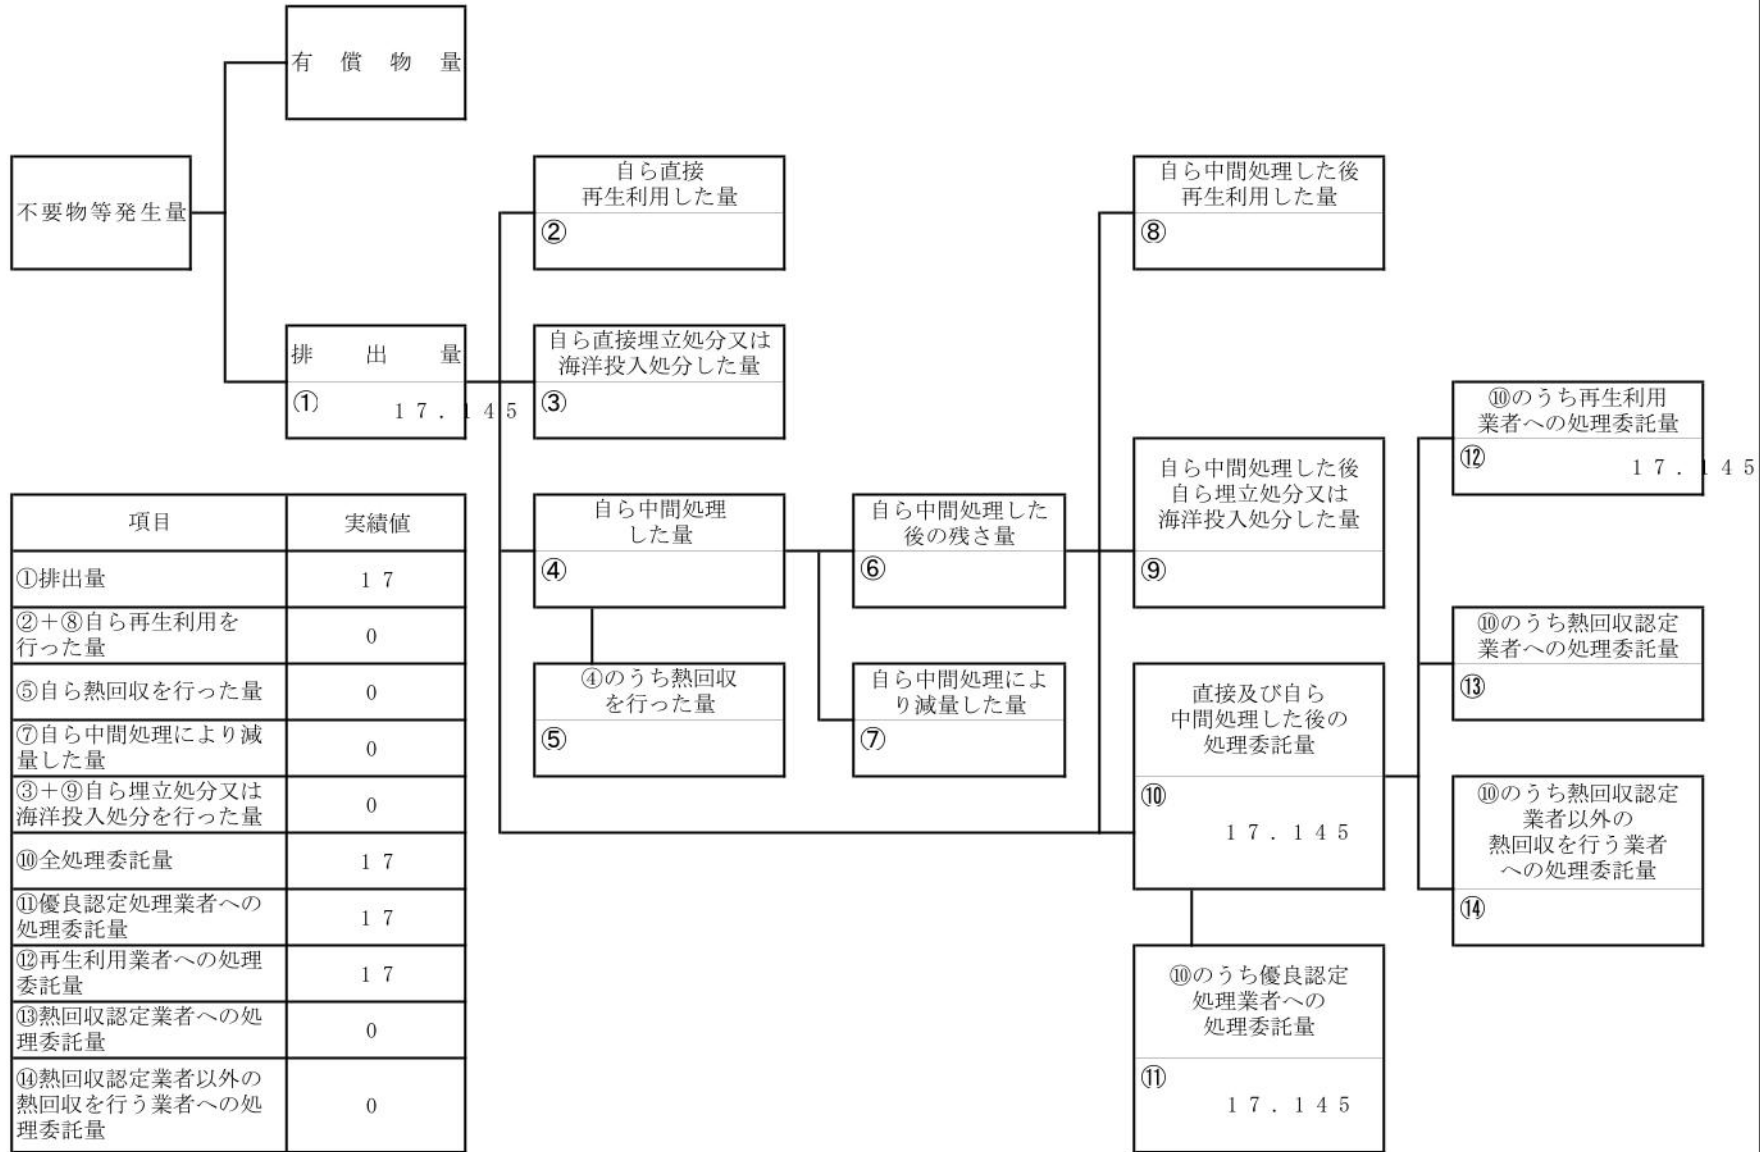 有償物量
不要物等発生量
自ら直接
再生利用した量
②
自ら中間処理した後
再生利用した量
⑧
排出量
① 17.145
自ら直接埋立処分又は
海洋投入処分した量
③
⑩のうち再生利用
業者への処理委託量
⑫ 17.145
自ら中間処理
した量
④
自ら中間処理した
後の残さ量
⑥
自ら中間処理した後
自ら埋立処分又は
海洋投入処分した量
⑨
⑩のうち熱回収認定
業者への処理委託量
⑬
④のうち熱回収
を行った量
⑤
自ら中間処理によ
り減量した量
⑦
直接及び自ら
中間処理した後の
処理委託量
⑩
17.145
⑩のうち熱回収認定
業者以外の
熱回収を行う業者
への処理委託量
⑭
⑩のうち優良認定
処理業者への
処理委託量
⑪
17.145
項目 実績値
①排出量 17
②+⑧自ら再生利用を
行った量 0
⑤自ら熱回収を行った量 0
⑦自ら中間処理により減
量した量 0
③+⑨自ら埋立処分又は
海洋投入処分を行った量 0
⑩全処理委託量 17
⑪優良認定処理業者への
処理委託量 17
⑫再生利用業者への処理
委託量 17
⑬熱回収認定業者への処
理委託量 0
⑭熱回収認定業者以外の
熱回収を行う業者への処
理委託量 0